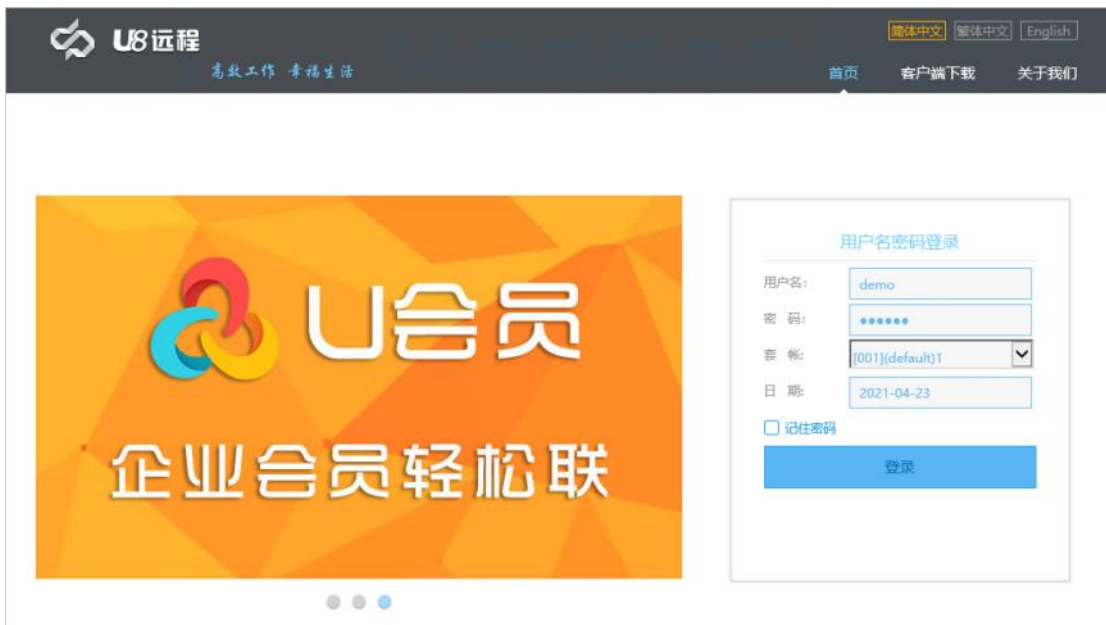 U8远程
简体中文 繁体中文 English
高效工作 幸福生活
首页 客户端下载 关于我们
U会员
企业会员轻松联
用户名密码登录
用户名: demo
密 码: ●●●●●●
套 帐: [001](default)1
日 期: 2021-04-23
记住密码
登录